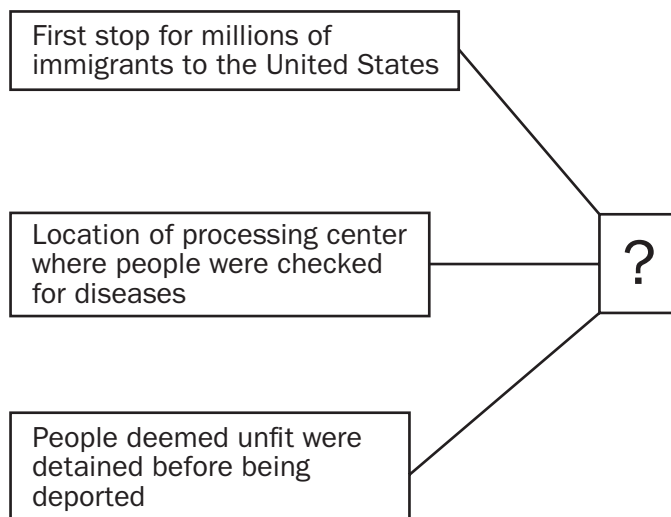 First stop for millions of
immigrants to the United States
Location of processing center
where people were checked
for diseases
?
People deemed unfit were
detained before being
deported